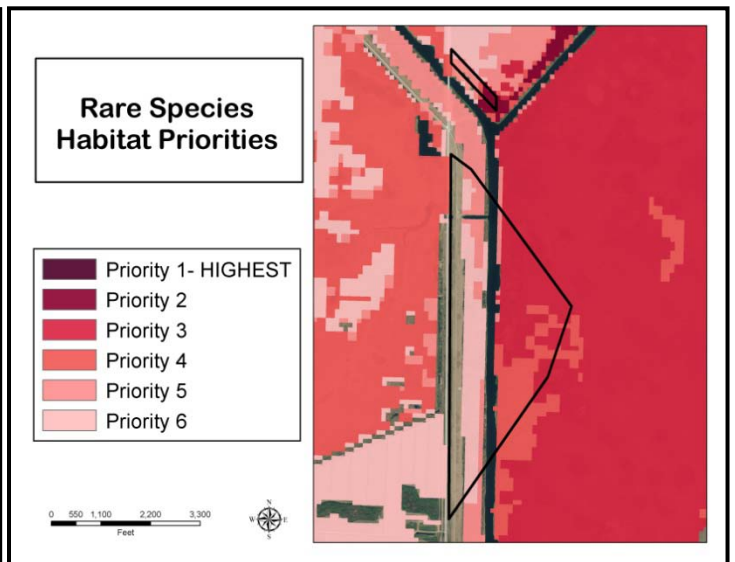 Rare Species
Habitat Priorities
Priority 1- HIGHEST
Priority 2
Priority 3
Priority 4
Priority 5
Priority 6
0 550 1,100 2,200 3,300
Feet
N
W E
S